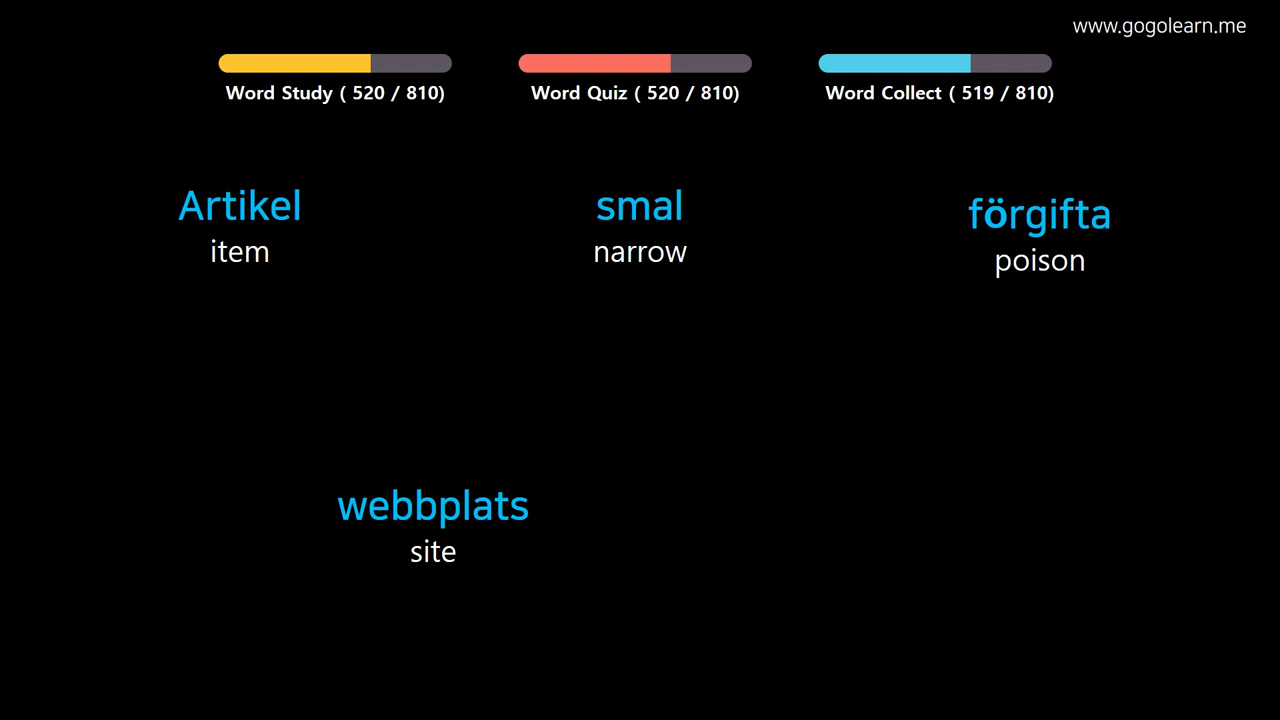 www.gogolearn.me
Word Study ( 520 / 810)
Word Quiz ( 520 / 810)
Word Collect ( 519 / 810)
Artikel
item
smal
narrow
förgifta
poison
webbplats
site